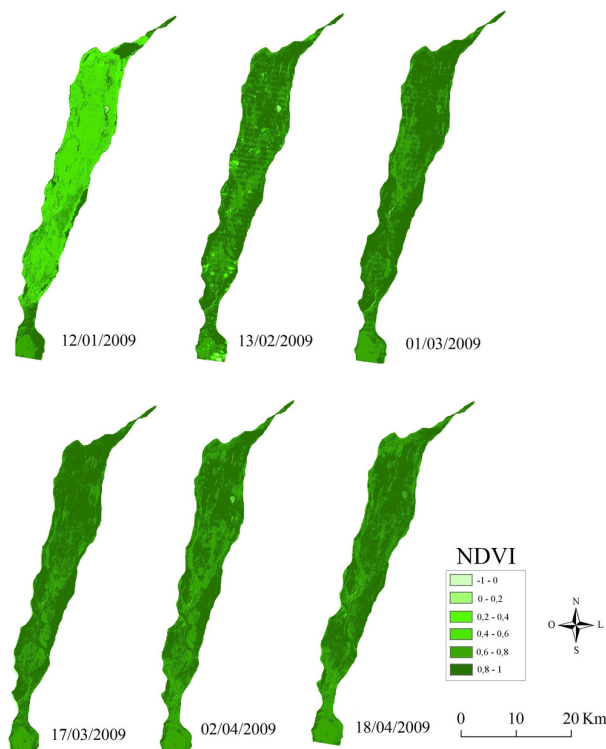 12/01/2009
13/02/2009
01/03/2009
NDVI
-1 - 0
0 - 0,2
0,2 - 0,4
0,4 - 0,6
0,6 - 0,8
0,8 - 1
N
O L
S
17/03/2009
02/04/2009
18/04/2009
0 10 20 Km